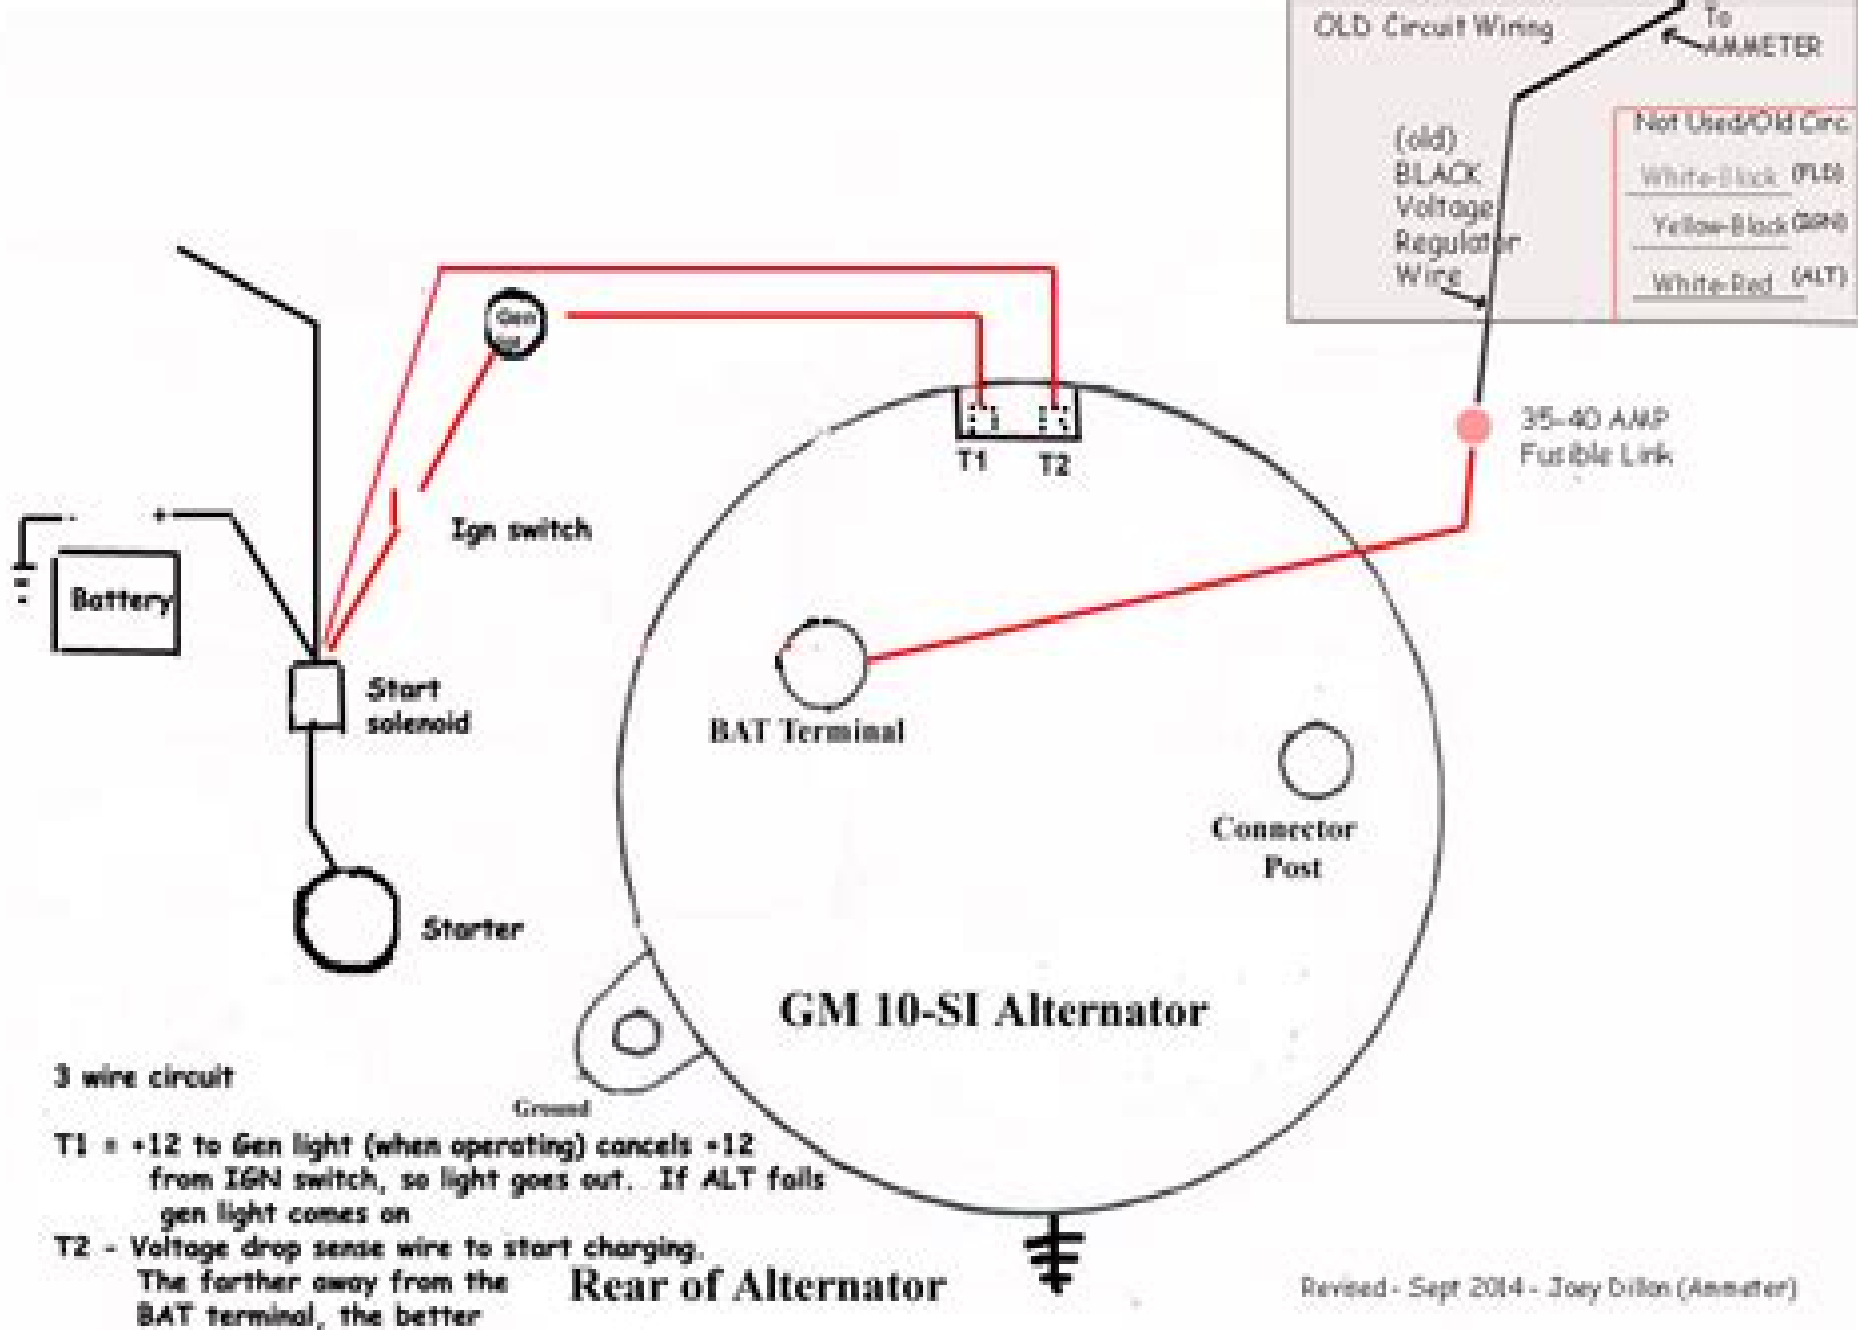 OLD Circuit Wiring
To
AMMETER
(old)
BLACK
Voltage
Regulator
Wire
Not Used/Old Circ.
White-Black (FLD)
Yellow-Black (IGN)
White-Red (ALT)
Gen
35-40 AMP
Fusible Link
T1 T2
Ign switch
- +
Battery
Start
solenoid
BAT Terminal
Connector
Post
Starter
GM 10-SI Alternator
Ground
3 wire circuit
T1 = +12 to Gen light (when operating) cancels +12
from IGN switch, so light goes out. If ALT fails
gen light comes on
T2 - Voltage drop sense wire to start charging.
The farther away from the
BAT terminal, the better
Rear of Alternator
Revised - Sept 2014 - Joey Dillon (Ammeter)